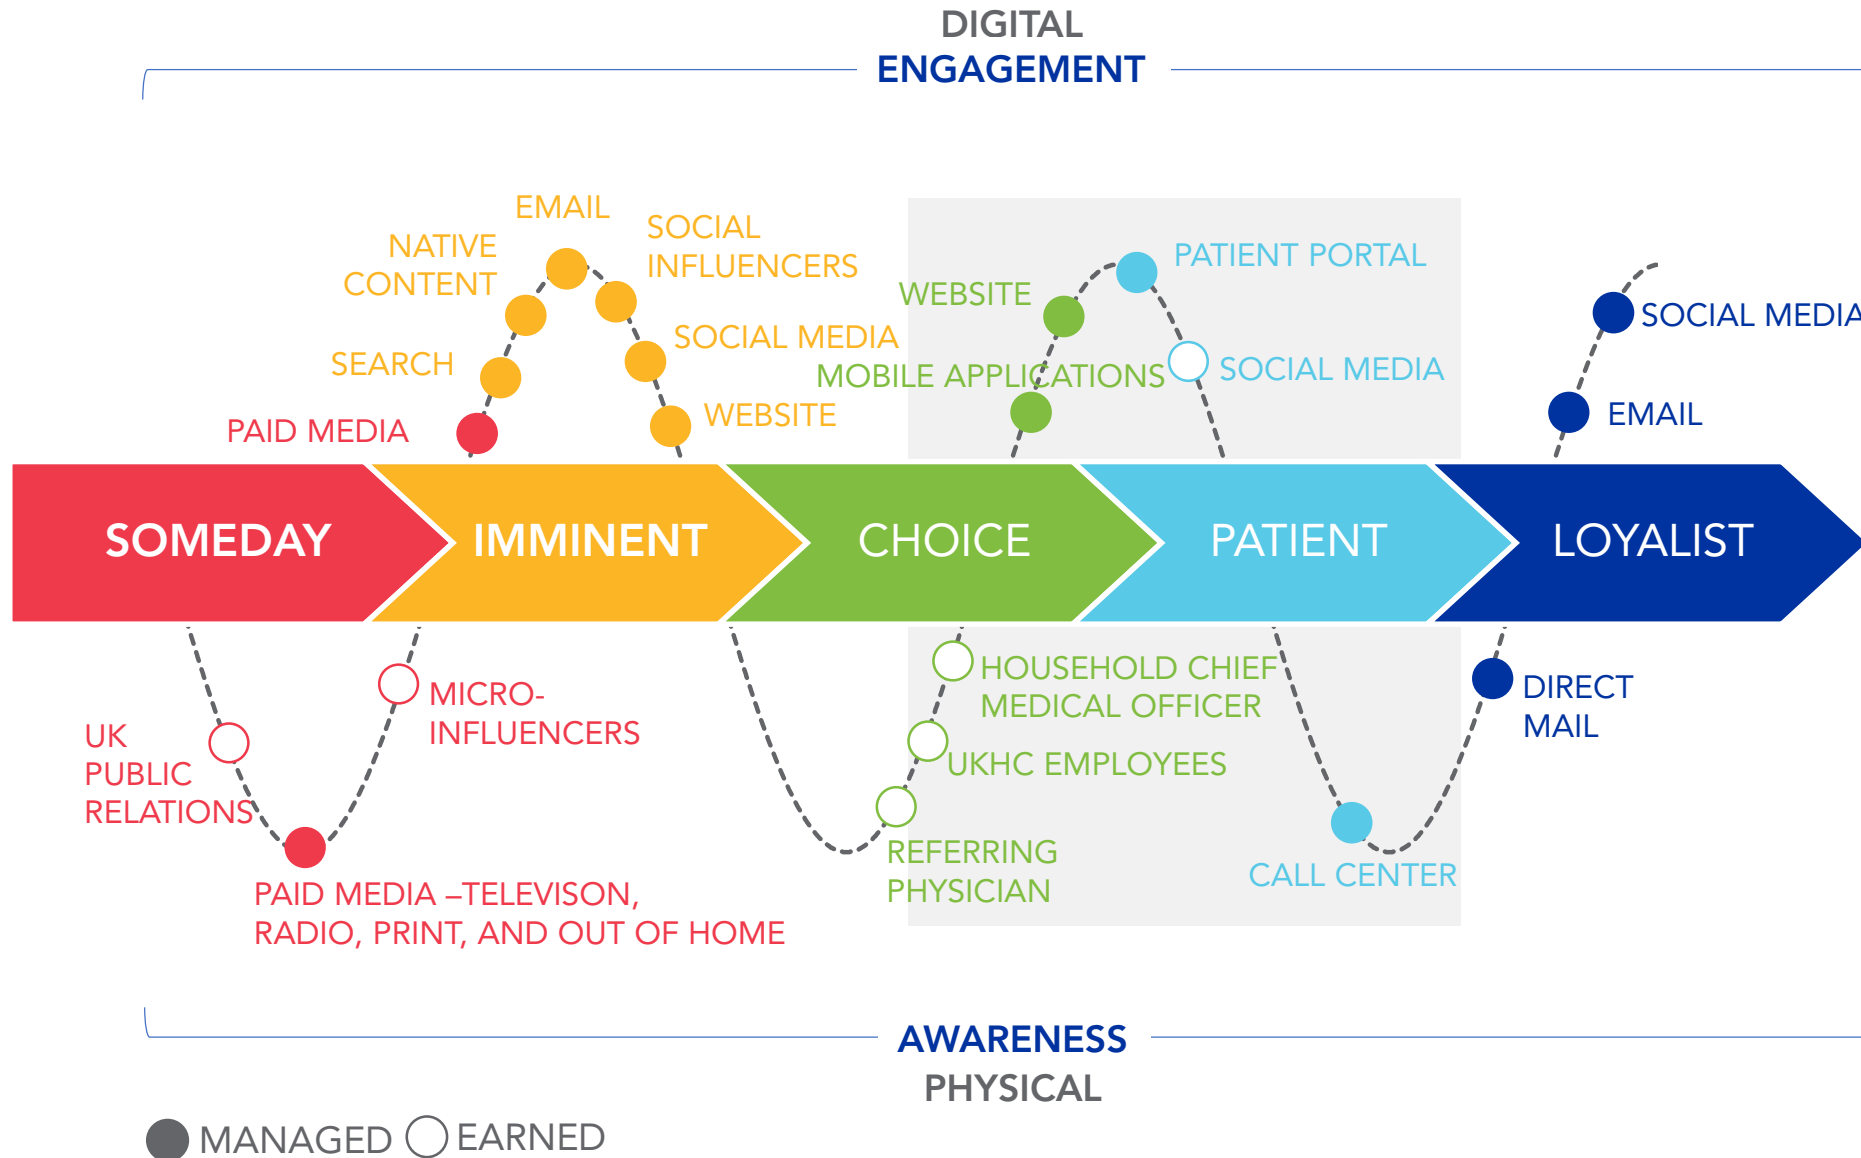 DIGITAL
ENGAGEMENT
EMAIL
NATIVE
CONTENT
SOCIAL
INFLUENCERS
SEARCH
SOCIAL MEDIA
PAID MEDIA
WEBSITE
WEBSITE
MOBILE APPLICATIONS
PATIENT PORTAL
SOCIAL MEDIA
SOCIAL MEDIA
EMAIL
SOMEDAY
IMMINENT
CHOICE
PATIENT
LOYALIST
UK
PUBLIC
RELATIONS
MICRO-
INFLUENCERS
PAID MEDIA –TELEVISON,
RADIO, PRINT, AND OUT OF HOME
HOUSEHOLD CHIEF
MEDICAL OFFICER
UKHC EMPLOYEES
REFERRING
PHYSICIAN
CALL CENTER
DIRECT
MAIL
AWARENESS
PHYSICAL
MANAGED
EARNED